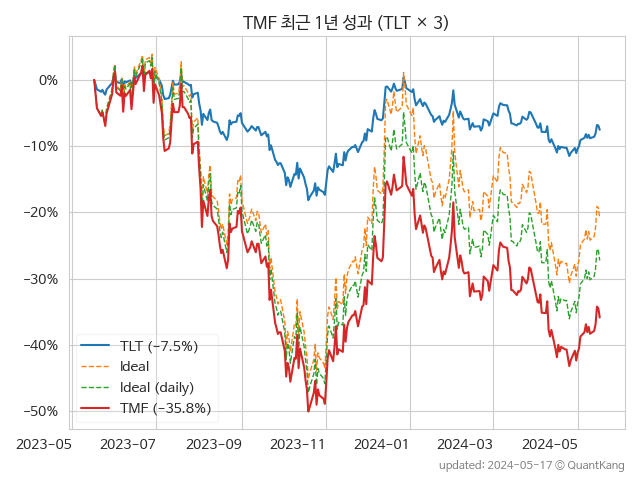 TMF 최근 1년 성과 (TLT × 3)
0%
−10%
−20%
−30%
−40%
−50%
TLT (−7.5%)
Ideal
Ideal (daily)
TMF (−35.8%)
2023−05
2023−07
2023−09
2023−11
2024−01
2024−03
2024−05
updated: 2024-05-17 © QuantKang